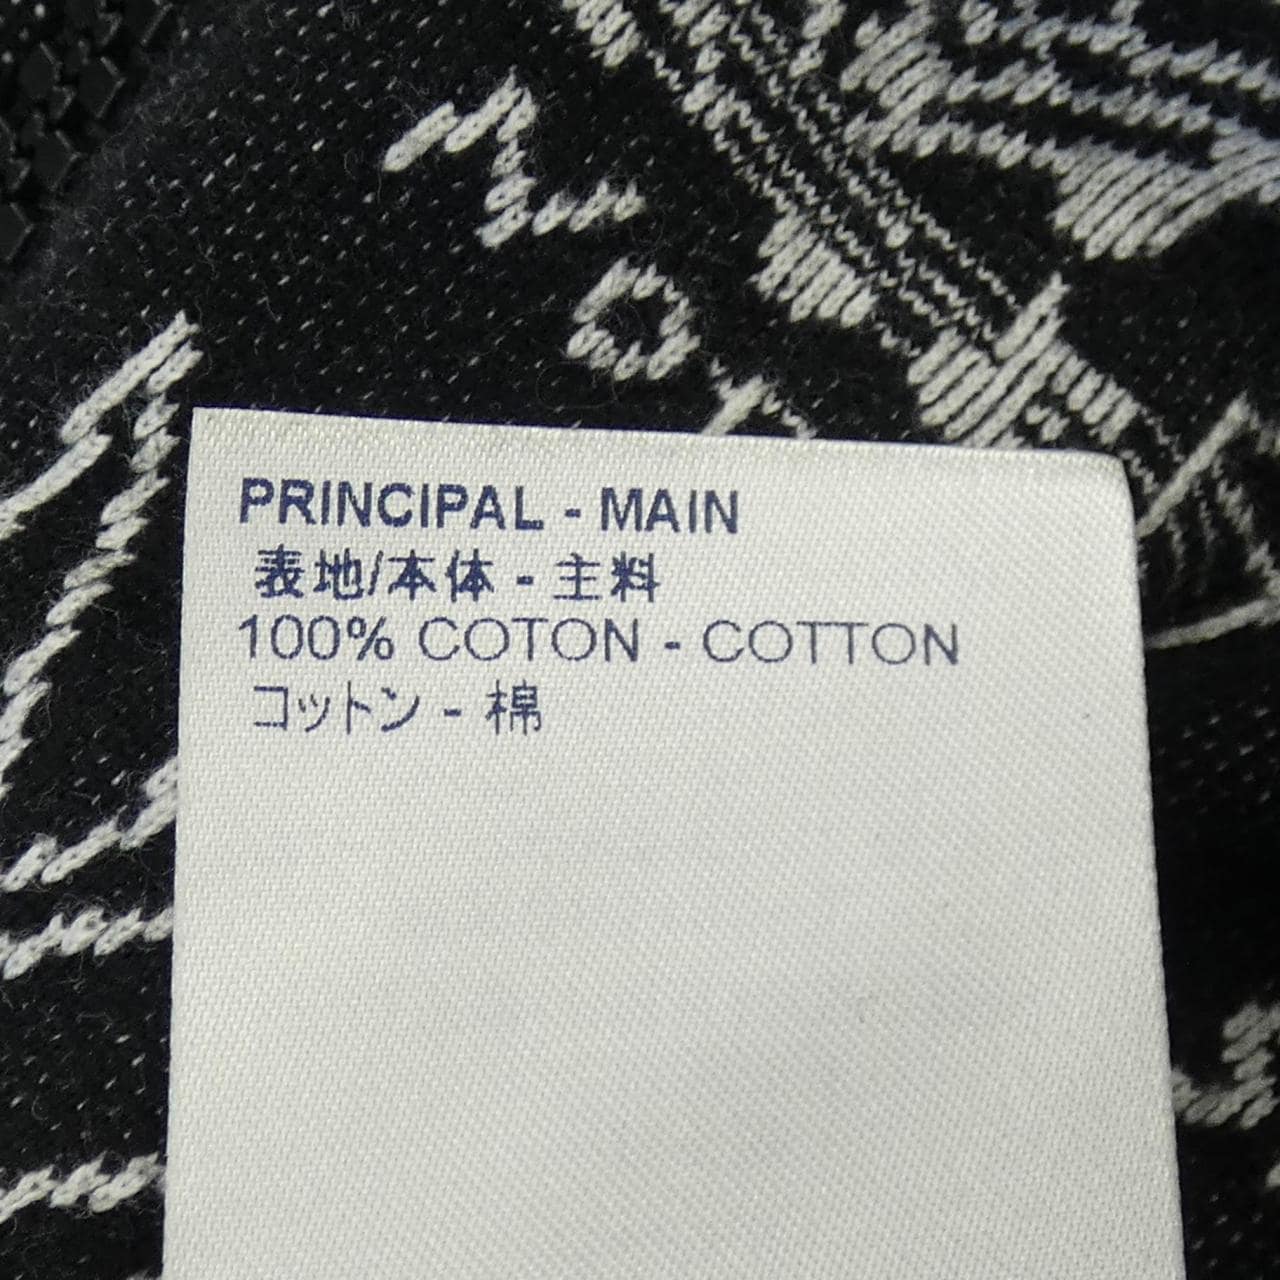 PRINCIPAL - MAIN
表地/本体 - 主料
100% COTON - COTTON
コットン - 棉